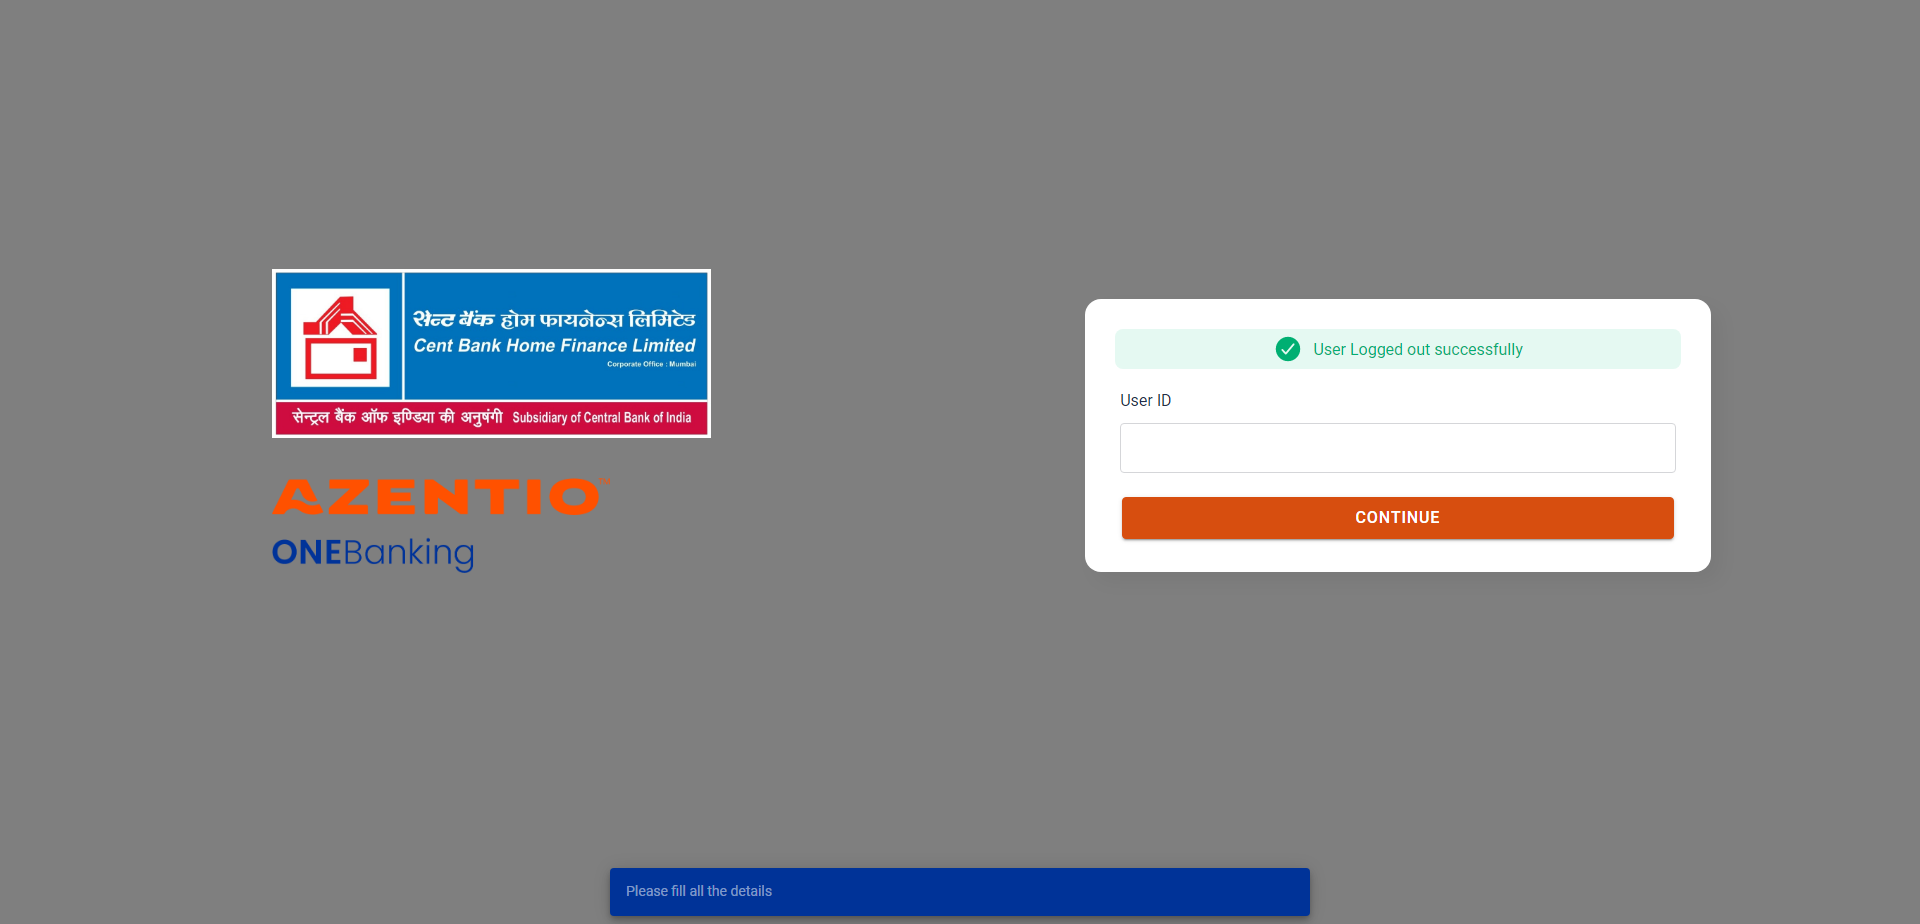 सेन्ट बैंक होम फायनेन्स लिमिटेड
Cent Bank Home Finance Limited
Corporate Office : Mumbai
सेन्ट्रल बैंक ऑफ इण्डिया की अनुषंगी Subsidiary of Central Bank of India
AZENTIO
ONEBanking
User Logged out successfully
User ID
CONTINUE
Please fill all the details